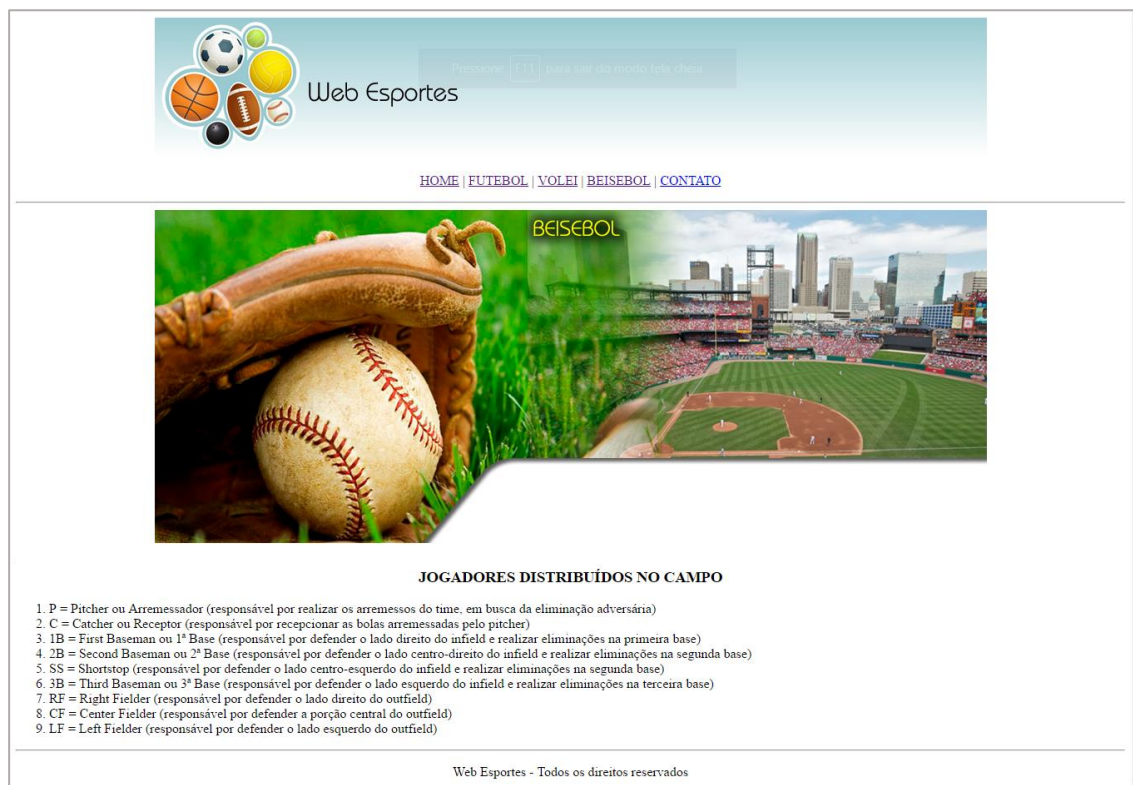 Pressione F11 para sair do modo tela cheia
Web Esportes
HOME | FUTEBOL | VOLEI | BEISEBOL | CONTATO
BEISEBOL
JOGADORES DISTRIBUÍDOS NO CAMPO
1. P = Pitcher ou Arremessador (responsável por realizar os arremessos do time, em busca da eliminação adversária)
2. C = Catcher ou Receptor (responsável por recepcionar as bolas arremessadas pelo pitcher)
3. 1B = First Baseman ou 1ª Base (responsável por defender o lado direito do infield e realizar eliminações na primeira base)
4. 2B = Second Baseman ou 2ª Base (responsável por defender o lado centro-direito do infield e realizar eliminações na segunda base)
5. SS = Shortstop (responsável por defender o lado centro-esquerdo do infield e realizar eliminações na segunda base)
6. 3B = Third Baseman ou 3ª Base (responsável por defender o lado esquerdo do infield e realizar eliminações na terceira base)
7. RF = Right Fielder (responsável por defender o lado direito do outfield)
8. CF = Center Fielder (responsável por defender a porção central do outfield)
9. LF = Left Fielder (responsável por defender o lado esquerdo do outfield)
Web Esportes - Todos os direitos reservados